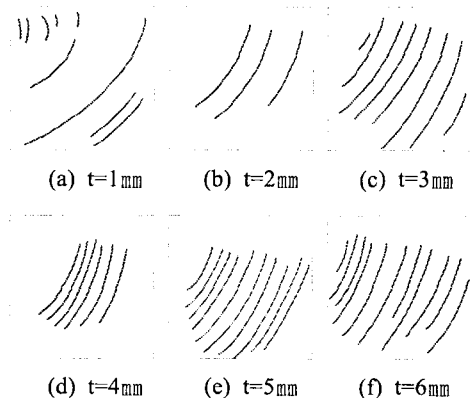 (a) t=1㎜ (b) t=2㎜ (c) t=3㎜
(d) t=4㎜ (e) t=5㎜ (f) t=6㎜